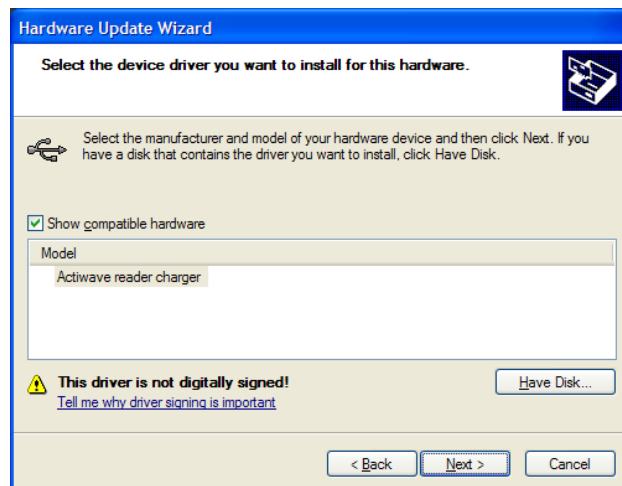 Hardware Update Wizard
Select the device driver you want to install for this hardware.
Select the manufacturer and model of your hardware device and then click Next. If you
have a disk that contains the driver you want to install, click Have Disk.
Show compatible hardware
Model
Actiwave reader charger
This driver is not digitally signed!
Tell me why driver signing is important
Have Disk...
< Back
Next >
Cancel